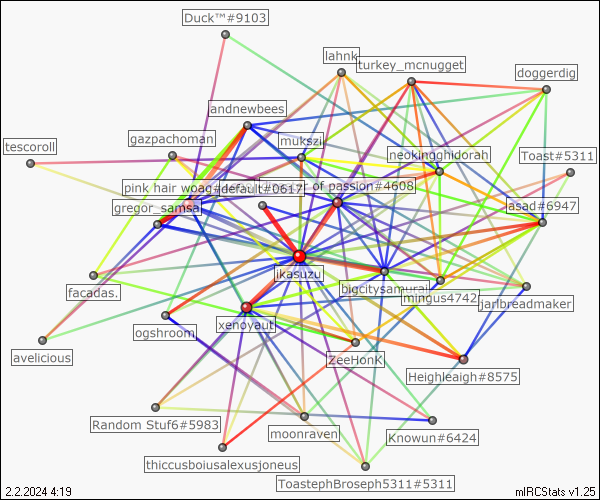 Duck™#9103
lahnk
turkey_mcnugget
doggerdig
andnewbees
gazpachoman
mukszii
tescoroll
neokingghidorah
Toast#5311
pink hair woag
#default#0617
zr of passion#4608
gregor_samsa
asad#6947
ikasuzu
facadas.
bigcitysamurai
mingus4742
jarlbreadmaker
xenoyaut
ogshroom
avelicious
ZeeHonk
Heighleaigh#8575
Random Stuf6#5983
moonraven
Knowun#6424
thiccusboiusalexusjoneus
ToastephBroseph5311#5311
2.2.2024 4:19
mIRCStats v1.25